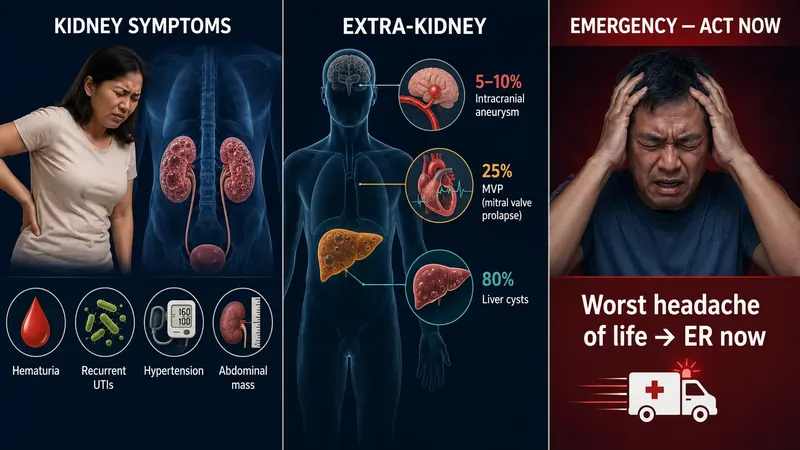 KIDNEY SYMPTOMS
Hematuria
Recurrent
UTIs
160
100
Hypertension
Abdominal
mass
EXTRA-KIDNEY
5–10%
Intracranial
aneurysm
25%
MVP
(mitral valve
prolapse)
80%
Liver cysts
EMERGENCY — ACT NOW
Worst headache
of life → ER now